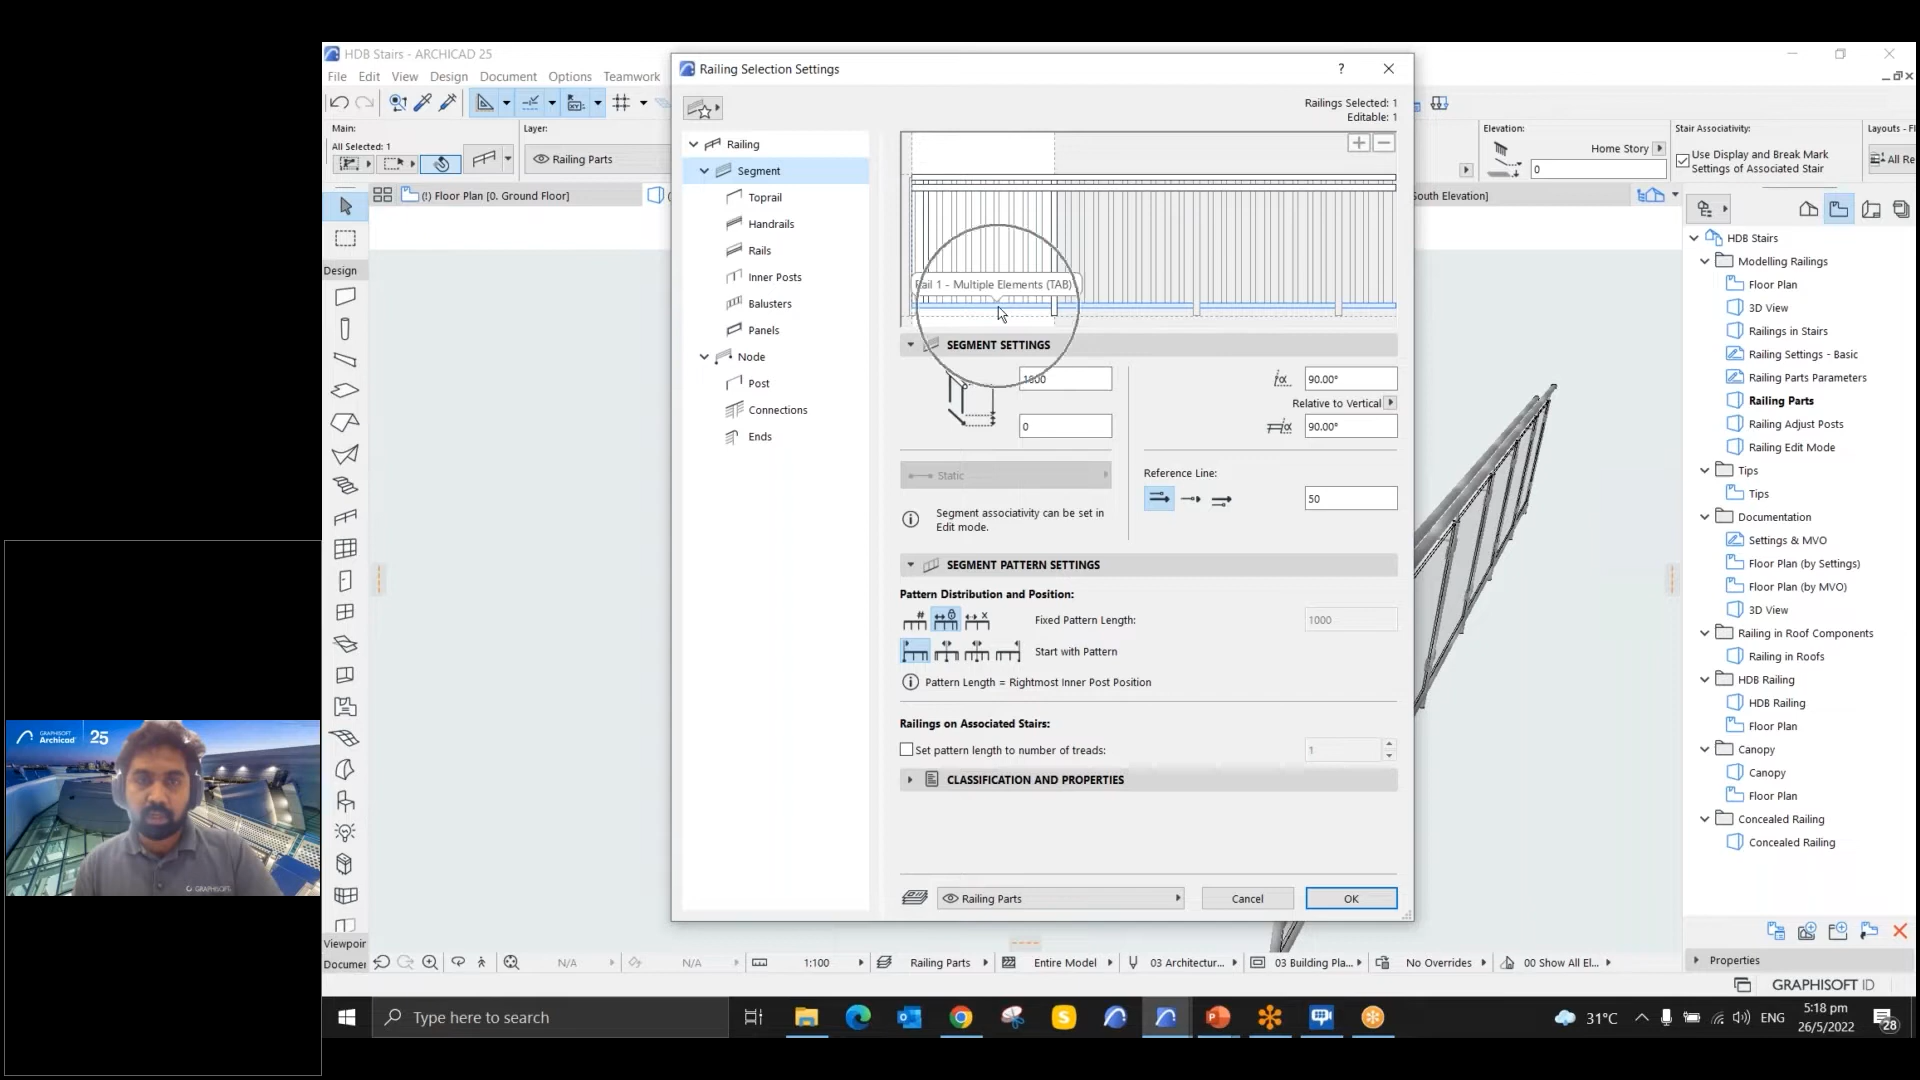 HDB Stairs - ARCHICAD 25
File Edit View Design Document Options Teamwork
Main:
All Selected: 1
Layer:
Railing Parts
(!) Floor Plan [0. Ground Floor]
Design
Viewpoir
Documer
Railing Selection Settings
?
Railings Selected: 1
Editable: 1
Railing
Segment
Toprail
Handrails
Rails
Inner Posts
Balusters
Panels
Node
Post
Connections
Ends
Rail 1 - Multiple Elements (TAB)
SEGMENT SETTINGS
1000
0
90.00°
Relative to Vertical
90.00°
Static
Segment associativity can be set in
Edit mode.
Reference Line:
50
SEGMENT PATTERN SETTINGS
Pattern Distribution and Position:
Fixed Pattern Length:
1000
Start with Pattern
Pattern Length = Rightmost Inner Post Position
Railings on Associated Stairs:
Set pattern length to number of treads:
1
CLASSIFICATION AND PROPERTIES
Railing Parts
Cancel
OK
Elevation:
Home Story
0
Stair Associativity:
Use Display and Break Mark
Settings of Associated Stair
Layouts - Fl
All Re
South Elevation]
HDB Stairs
Modelling Railings
Floor Plan
3D View
Railings in Stairs
Railing Settings - Basic
Railing Parts Parameters
Railing Parts
Railing Adjust Posts
Railing Edit Mode
Tips
Tips
Documentation
Settings & MVO
Floor Plan (by Settings)
Floor Plan (by MVO)
3D View
Railing in Roof Components
Railing in Roofs
HDB Railing
HDB Railing
Floor Plan
Canopy
Canopy
Floor Plan
Concealed Railing
Concealed Railing
Properties
N/A
N/A
1:100
Railing Parts
Entire Model
03 Architectur...
03 Building Pla...
No Overrides
00 Show All El...
GRAPHISOFT ID
GRAPHISOFT
Archicad
25
GRAPHISOFT
Type here to search
31°C
ENG
5:18 pm
26/5/2022
28